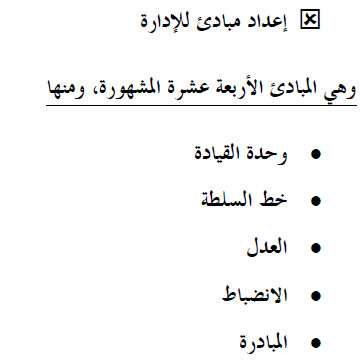 ☒ إعداد مبادئ للإدارة
وهي المبادئ الأربعة عشرة المشهورة، ومنها
• وحدة القيادة
• خط السلطة
• العدل
• الانضباط
• المبادرة